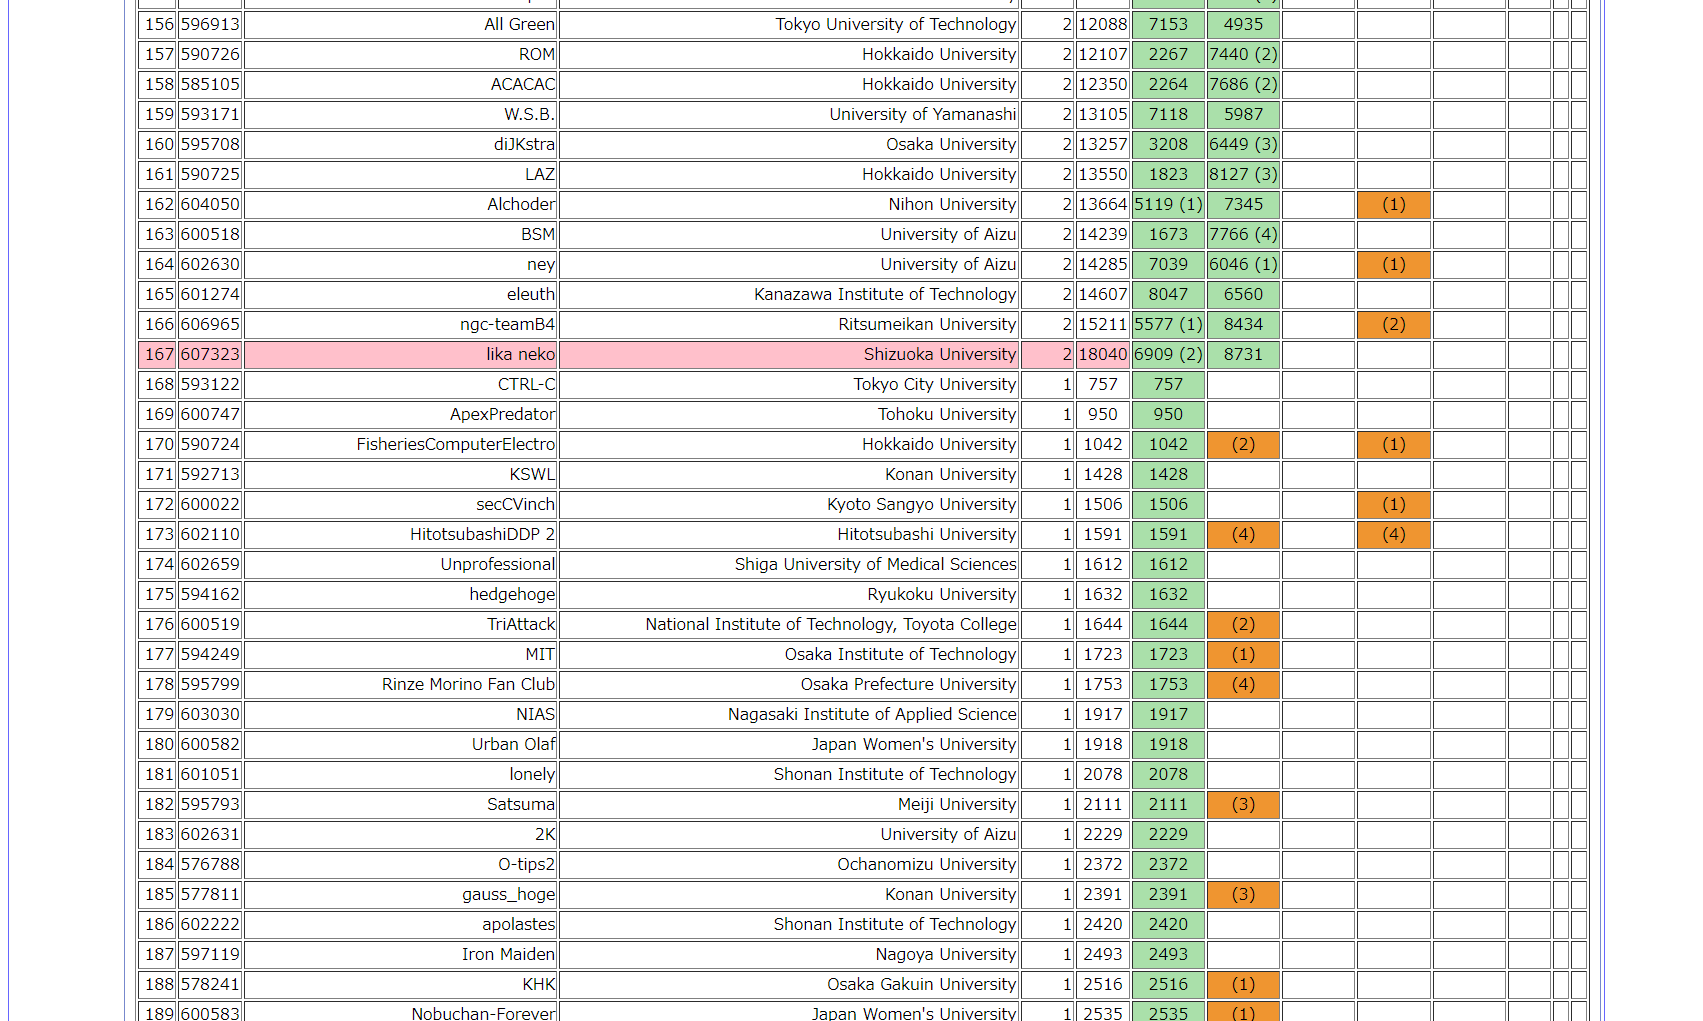 156 596913 All Green Tokyo University of Technology 2 12088 7153 4935
157 590726 ROM Hokkaido University 2 12107 2267 7440 (2)
158 585105 ACACAC Hokkaido University 2 12350 2264 7686 (2)
159 593171 W.S.B. University of Yamanashi 2 13105 7118 5987
160 595708 diJKstra Osaka University 2 13257 3208 6449 (3)
161 590725 LAZ Hokkaido University 2 13550 1823 8127 (3)
162 604050 Alchoder Nihon University 2 13664 5119 (1) 7345 (1)
163 600518 BSM University of Aizu 2 14239 1673 7766 (4)
164 602630 ney University of Aizu 2 14285 7039 6046 (1) (1)
165 601274 eleuth Kanazawa Institute of Technology 2 14607 8047 6560
166 606965 ngc-teamB4 Ritsumeikan University 2 15211 5577 (1) 8434 (2)
167 607323 lika neko Shizuoka University 2 18040 6909 (2) 8731
168 593122 CTRL-C Tokyo City University 1 757 757
169 600747 ApexPredator Tohoku University 1 950 950
170 590724 FisheriesComputerElectro Hokkaido University 1 1042 1042 (2) (1)
171 592713 KSWL Konan University 1 1428 1428
172 600022 secCVinch Kyoto Sangyo University 1 1506 1506 (1)
173 602110 HitotsubashiDDP 2 Hitotsubashi University 1 1591 1591 (4) (4)
174 602659 Unprofessional Shiga University of Medical Sciences 1 1612 1612
175 594162 hedgehoge Ryukoku University 1 1632 1632
176 600519 TriAttack National Institute of Technology, Toyota College 1 1644 1644 (2)
177 594249 MIT Osaka Institute of Technology 1 1723 1723 (1)
178 595799 Rinze Morino Fan Club Osaka Prefecture University 1 1753 1753 (4)
179 603030 NIAS Nagasaki Institute of Applied Science 1 1917 1917
180 600582 Urban Olaf Japan Women's University 1 1918 1918
181 601051 lonely Shonan Institute of Technology 1 2078 2078
182 595793 Satsuma Meiji University 1 2111 2111 (3)
183 602631 2K University of Aizu 1 2229 2229
184 576788 O-tips2 Ochanomizu University 1 2372 2372
185 577811 gauss_hoge Konan University 1 2391 2391 (3)
186 602222 apolastes Shonan Institute of Technology 1 2420 2420
187 597119 Iron Maiden Nagoya University 1 2493 2493
188 578241 KHK Osaka Gakuin University 1 2516 2516 (1)
189 600583 Nobuchan-Forever Japan Women's University 1 2535 2535 (1)